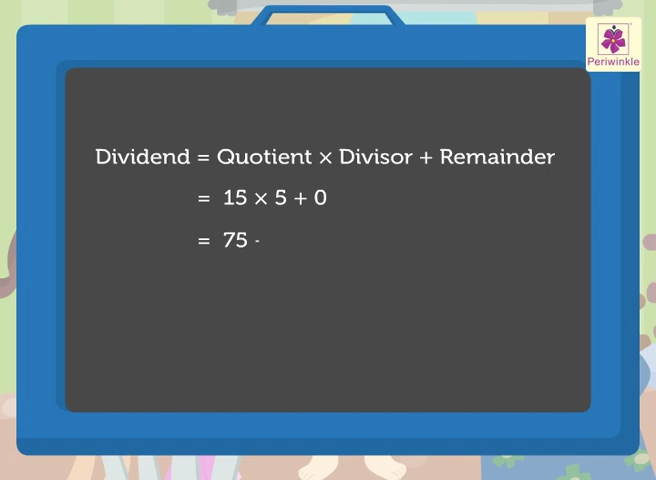 Periwinkle
Dividend = Quotient × Divisor + Remainder
= 15 × 5 + 0
= 75 -